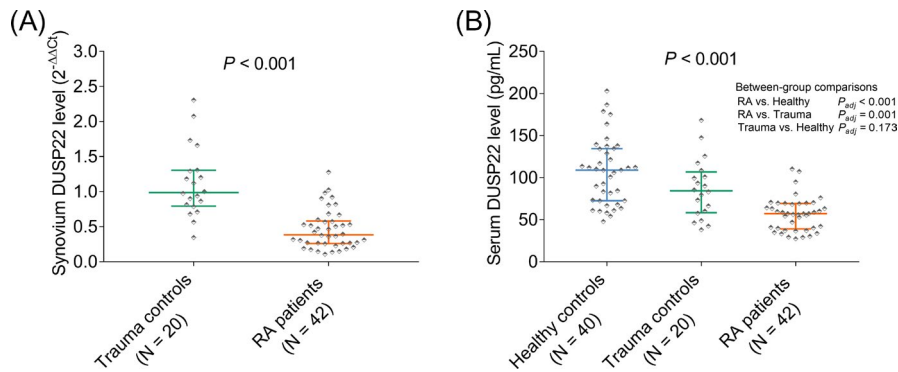 (A)
Synovium DUSP22 level (2^-ΔΔCt)
3.0
2.5
2.0
1.5
1.0
0.5
0.0
P < 0.001
Trauma controls
(N = 20)
RA patients
(N = 42)
(B)
Serum DUSP22 level (pg/mL)
250
200
150
100
50
0
P < 0.001
Between-group comparisons
RA vs. Healthy P_adj < 0.001
RA vs. Trauma P_adj = 0.001
Trauma vs. Healthy P_adj = 0.173
Healthy controls
(N = 40)
Trauma controls
(N = 20)
RA patients
(N = 42)